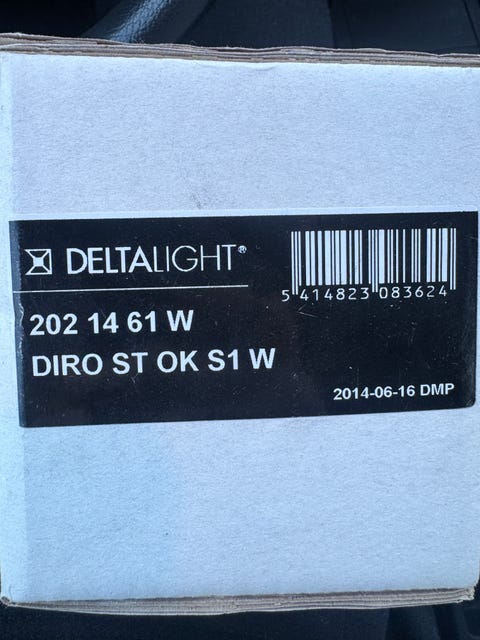 DELTALIGHT®
5 414823 083624
202 14 61 W
DIRO ST OK S1 W
2014-06-16 DMP